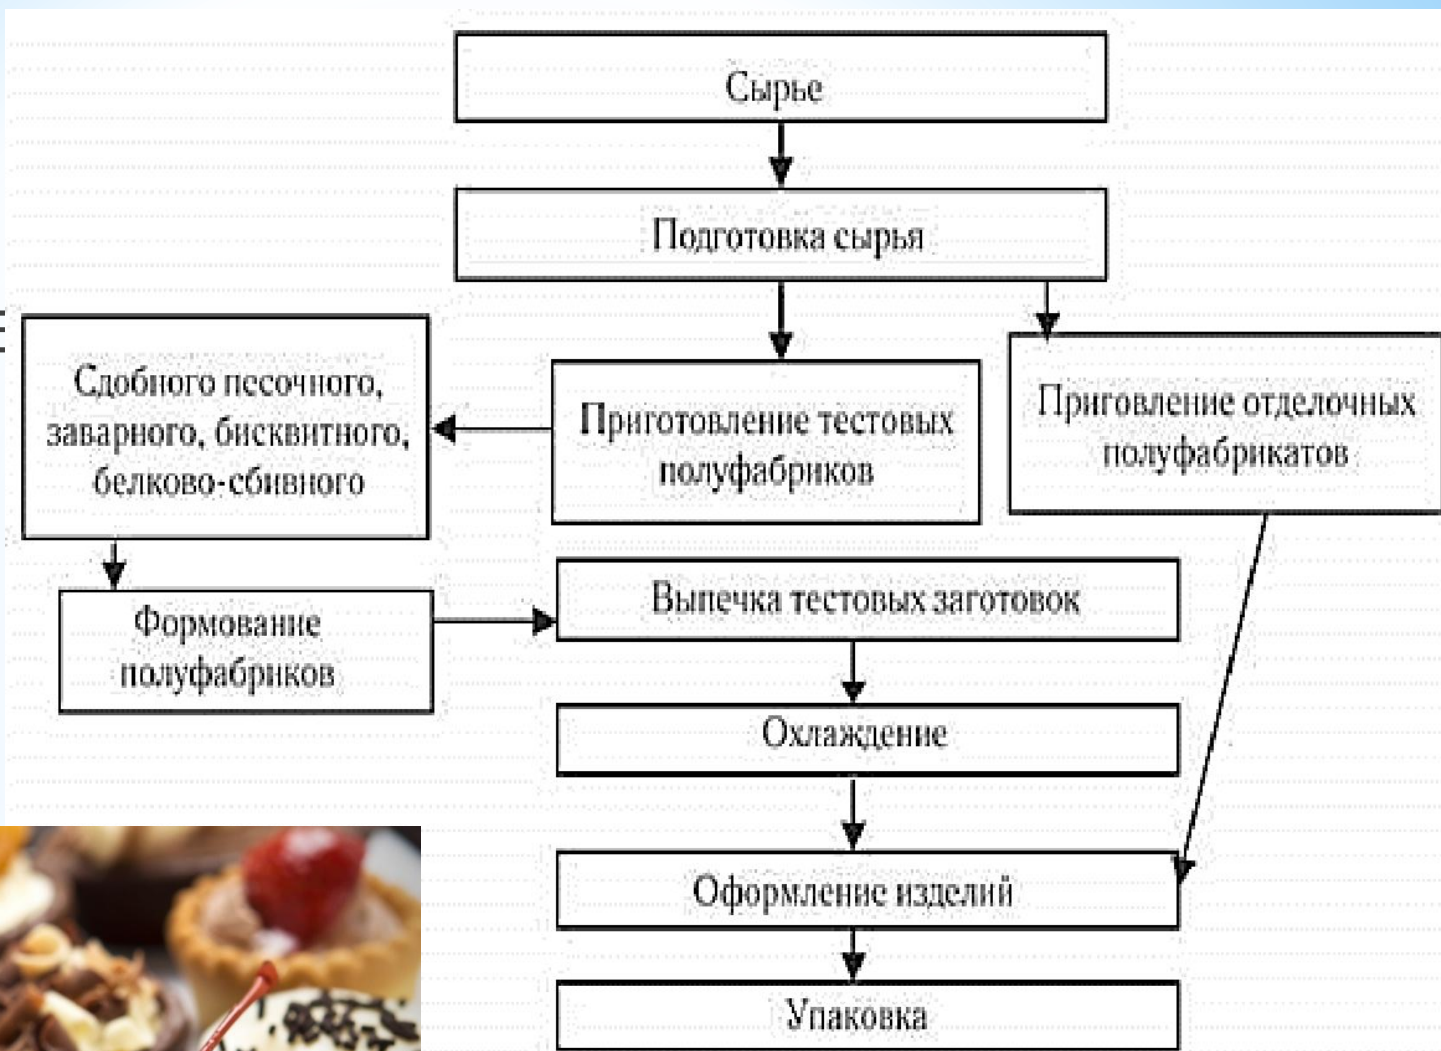 Сырье
Подготовка сырья
Сдобного песочного,
заварного, бисквитного,
белково-сбивного
Приготовление тестовых
полуфабриков
Приговление отделочных
полуфабрикатов
Формование
полуфабриков
Выпечка тестовых заготовок
Охлаждение
Оформление изделий
Упаковка